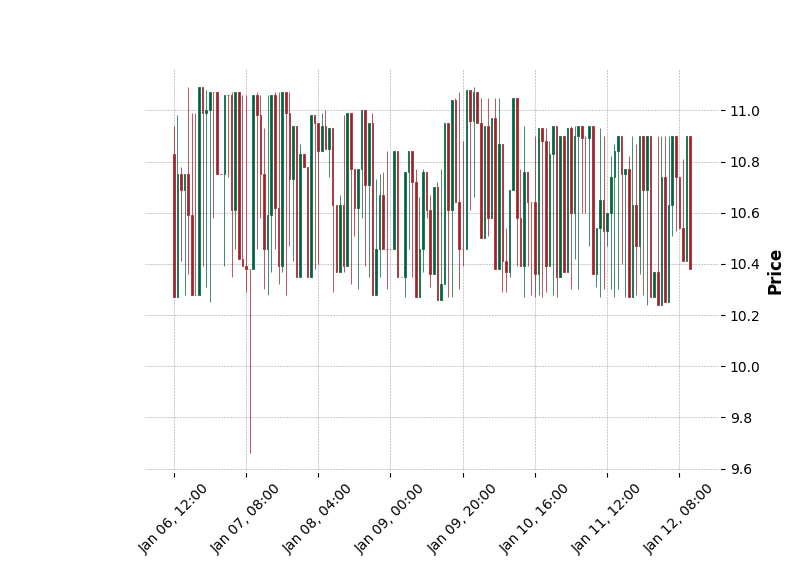 11.0
10.8
10.6
10.4
10.2
10.0
9.8
9.6
Price
Jan 06, 12:00
Jan 07, 08:00
Jan 08, 04:00
Jan 09, 00:00
Jan 09, 20:00
Jan 10, 16:00
Jan 11, 12:00
Jan 12, 08:00